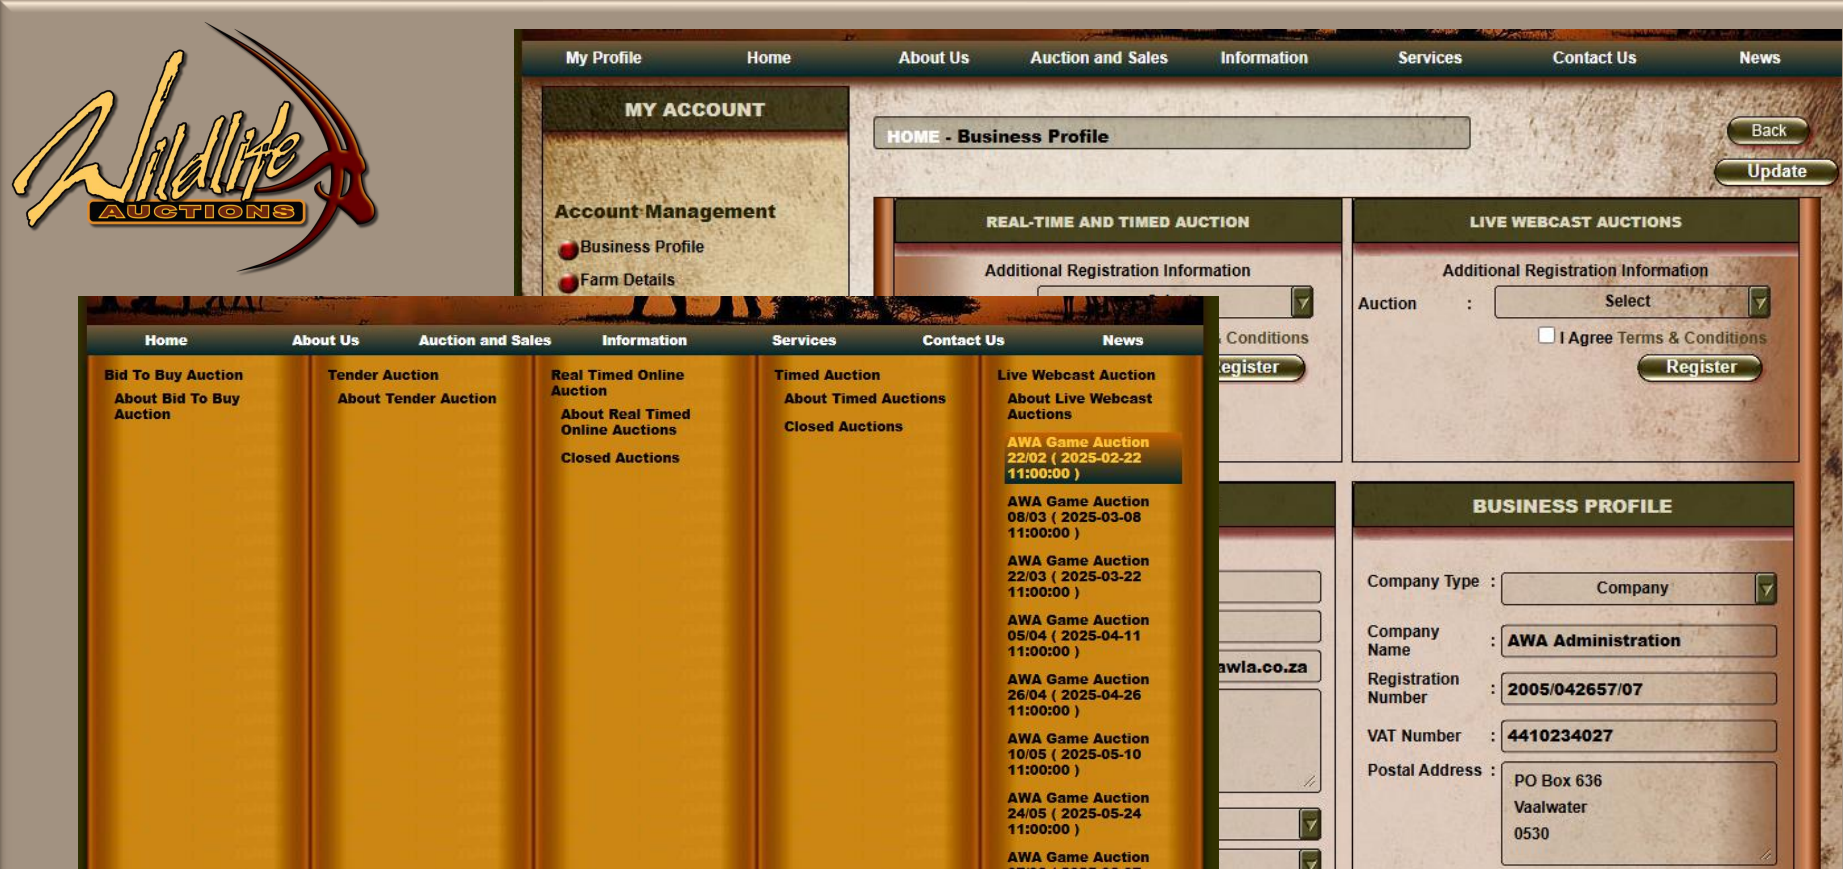 Wildlife
AUCTIONS
My Profile Home About Us Auction and Sales Information Services Contact Us News
MY ACCOUNT
Account Management
Business Profile
Farm Details
HOME - Business Profile
Back
Update
REAL-TIME AND TIMED AUCTION
Additional Registration Information
Conditions
LIVE WEBCAST AUCTIONS
Additional Registration Information
Auction : Select
I Agree Terms & Conditions
Register
Home About Us Auction and Sales Information Services Contact Us News
Bid To Buy Auction
About Bid To Buy
Auction
Tender Auction
About Tender Auction
Real Timed Online
Auction
About Real Timed
Online Auctions
Closed Auctions
Timed Auction
About Timed Auctions
Closed Auctions
Live Webcast Auction
About Live Webcast
Auctions
AWA Game Auction
22/02 ( 2025-02-22
11:00:00 )
AWA Game Auction
08/03 ( 2025-03-08
11:00:00 )
AWA Game Auction
22/03 ( 2025-03-22
11:00:00 )
AWA Game Auction
05/04 ( 2025-04-11
11:00:00 )
AWA Game Auction
26/04 ( 2025-04-26
11:00:00 )
AWA Game Auction
10/05 ( 2025-05-10
11:00:00 )
AWA Game Auction
24/05 ( 2025-05-24
11:00:00 )
AWA Game Auction
egister
awla.co.za
BUSINESS PROFILE
Company Type : Company
Company
Name : AWA Administration
Registration
Number : 2005/042657/07
VAT Number : 4410234027
Postal Address : PO Box 636
Vaalwater
0530